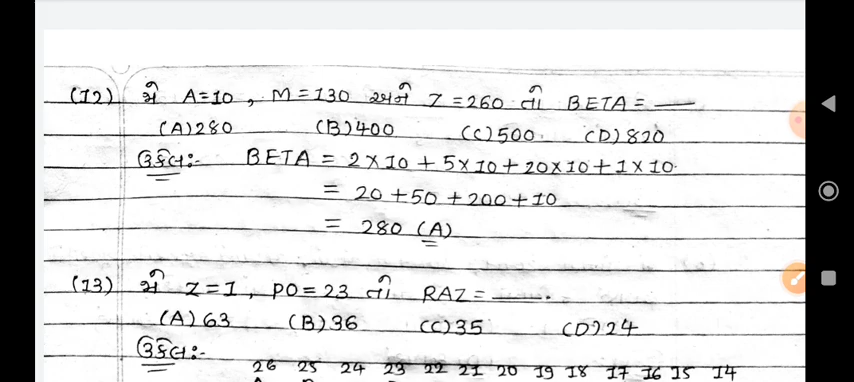 (12) જો A=10, M=130 અને Z=260 તો BETA = —
(A) 280 (B) 400 (C) 500 (D) 820
ઉકેલ:- BETA = 2×10 + 5×10 + 20×10 + 1×10.
= 20 + 50 + 200 + 10
= 280 (A)
(13) જો Z=1, PO=23 તો RAZ = —.
(A) 63 (B) 36 (C) 35 (D) 24
ઉકેલ:-
26 25 24 23 22 21 20 19 18 17 16 15 14